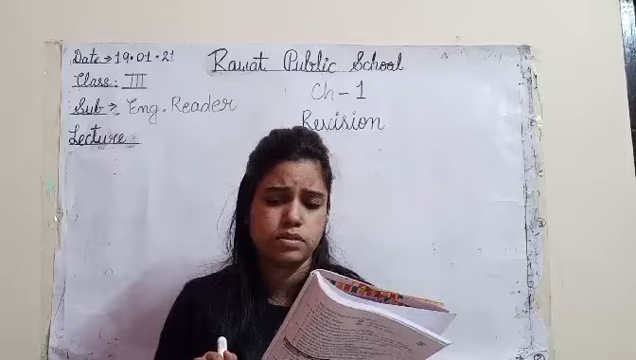 Date → 19.01.21
Rawat Public School
Class: III
Ch-1
Sub → Eng. Reader
Revision
Lecture